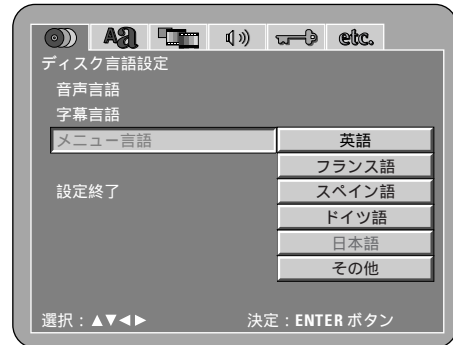 Aあ etc.
ディスク言語設定
音声言語
字幕言語
メニュー言語
英語
フランス語
設定終了
スペイン語
ドイツ語
日本語
その他
選択：▲▼◀▶ 決定：ENTER ボタン